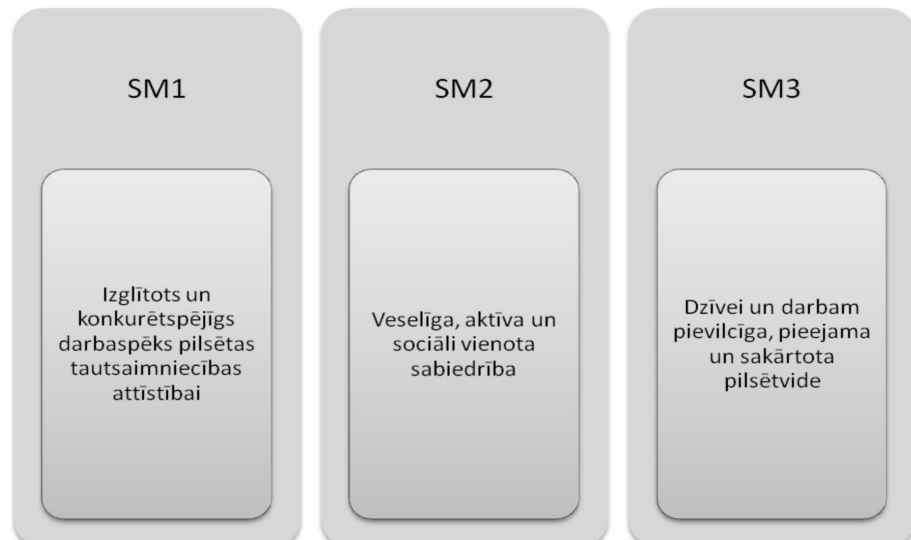 SM1
Izglītots un
konkurētspējīgs
darbaspēks pilsētas
tautsaimniecības
attīstībai
SM2
Veselīga, aktīva un
sociāli vienota
sabiedrība
SM3
Dzīvei un darbam
pievilcīga, pieejama
un sakārtota
pilsētvide